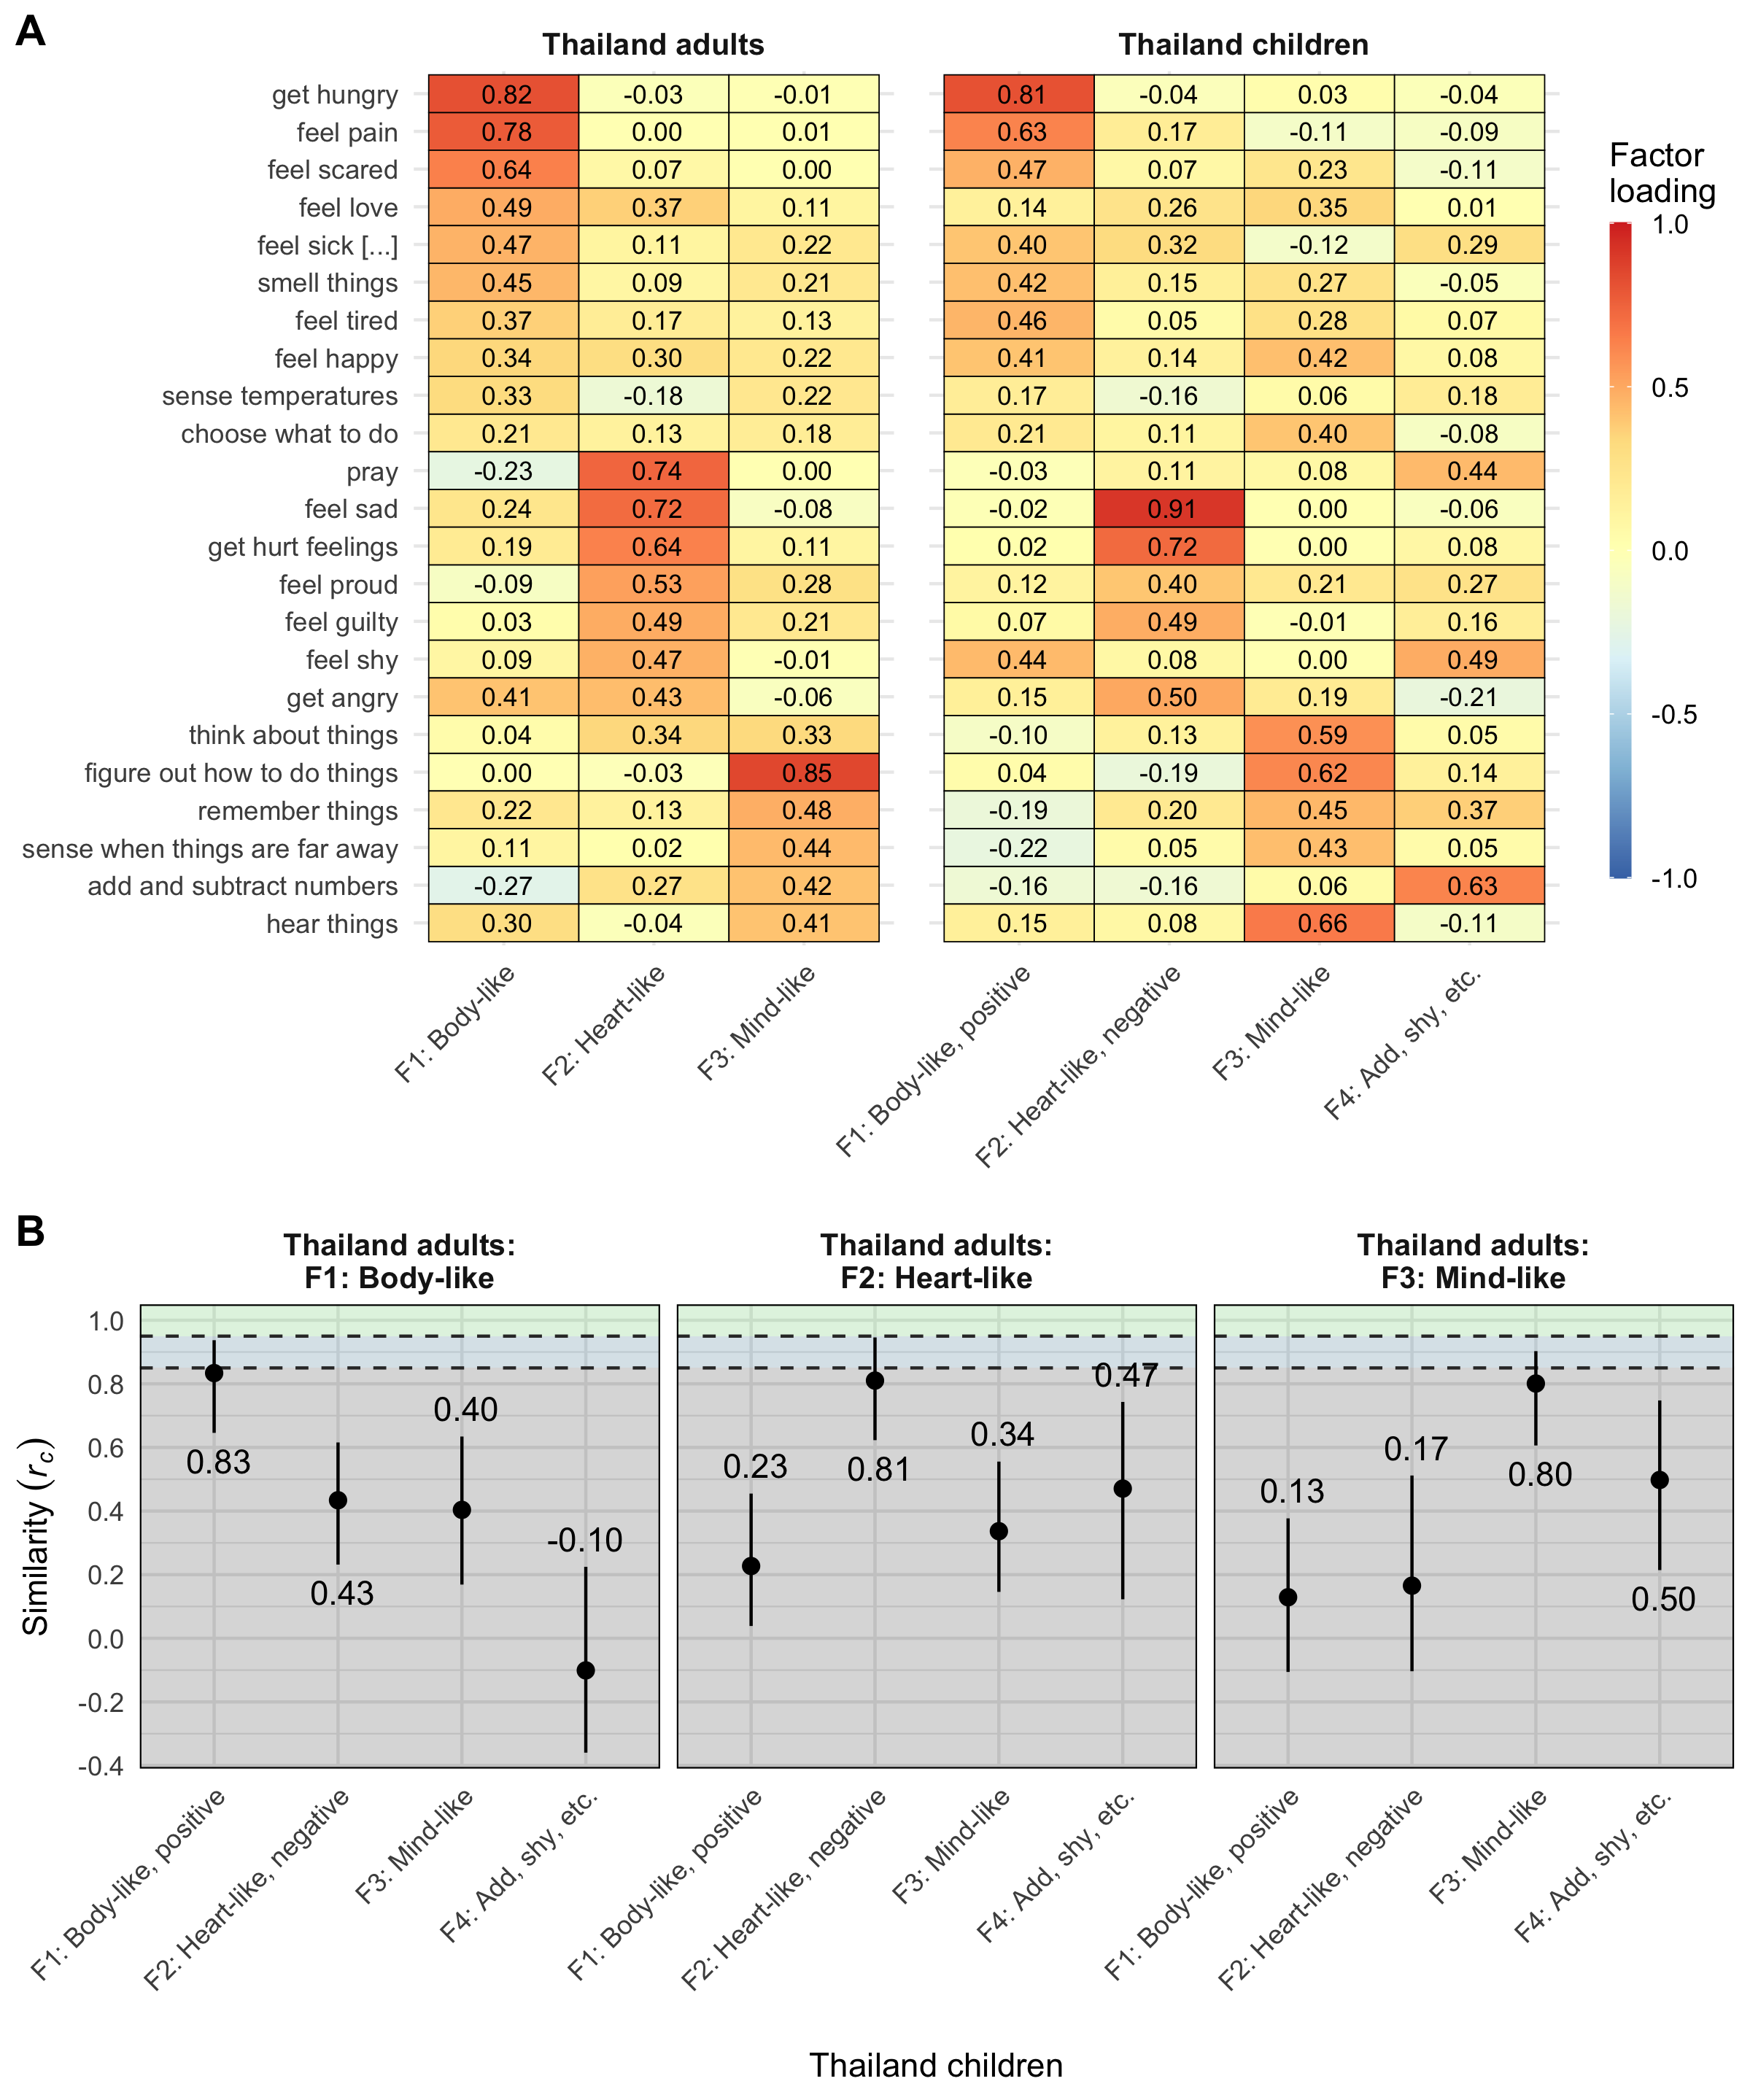 A
Thailand adults
Thailand children
get hungry 0.82 -0.03 -0.01 0.81 -0.04 0.03 -0.04
feel pain 0.78 0.00 0.01 0.63 0.17 -0.11 -0.09
feel scared 0.64 0.07 0.00 0.47 0.07 0.23 -0.11
feel love 0.49 0.37 0.11 0.14 0.26 0.35 0.01
feel sick [...] 0.47 0.11 0.22 0.40 0.32 -0.12 0.29
smell things 0.45 0.09 0.21 0.42 0.15 0.27 -0.05
feel tired 0.37 0.17 0.13 0.46 0.05 0.28 0.07
feel happy 0.34 0.30 0.22 0.41 0.14 0.42 0.08
sense temperatures 0.33 -0.18 0.22 0.17 -0.16 0.06 0.18
choose what to do 0.21 0.13 0.18 0.21 0.11 0.40 -0.08
pray -0.23 0.74 0.00 -0.03 0.11 0.08 0.44
feel sad 0.24 0.72 -0.08 -0.02 0.91 0.00 -0.06
get hurt feelings 0.19 0.64 0.11 0.02 0.72 0.00 0.08
feel proud -0.09 0.53 0.28 0.12 0.40 0.21 0.27
feel guilty 0.03 0.49 0.21 0.07 0.49 -0.01 0.16
feel shy 0.09 0.47 -0.01 0.44 0.08 0.00 0.49
get angry 0.41 0.43 -0.06 0.15 0.50 0.19 -0.21
think about things 0.04 0.34 0.33 -0.10 0.13 0.59 0.05
figure out how to do things 0.00 -0.03 0.85 0.04 -0.19 0.62 0.14
remember things 0.22 0.13 0.48 -0.19 0.20 0.45 0.37
sense when things are far away 0.11 0.02 0.44 -0.22 0.05 0.43 0.05
add and subtract numbers -0.27 0.27 0.42 -0.16 -0.16 0.06 0.63
hear things 0.30 -0.04 0.41 0.15 0.08 0.66 -0.11
F1: Body-like
F2: Heart-like
F3: Mind-like
F1: Body-like, positive
F2: Heart-like, negative
F3: Mind-like
F4: Add, shy, etc.
Factor
loading
1.0
0.5
0.0
-0.5
-1.0
B
Thailand adults:
F1: Body-like
Thailand adults:
F2: Heart-like
Thailand adults:
F3: Mind-like
Similarity (rc)
1.0
0.8
0.6
0.4
0.2
0.0
-0.2
-0.4
0.83
0.43
0.40
-0.10
0.23
0.81
0.34
0.47
0.13
0.17
0.80
0.50
F1: Body-like, positive
F2: Heart-like, negative
F3: Mind-like
F4: Add, shy, etc.
F1: Body-like, positive
F2: Heart-like, negative
F3: Mind-like
F4: Add, shy, etc.
F1: Body-like, positive
F2: Heart-like, negative
F3: Mind-like
F4: Add, shy, etc.
Thailand children